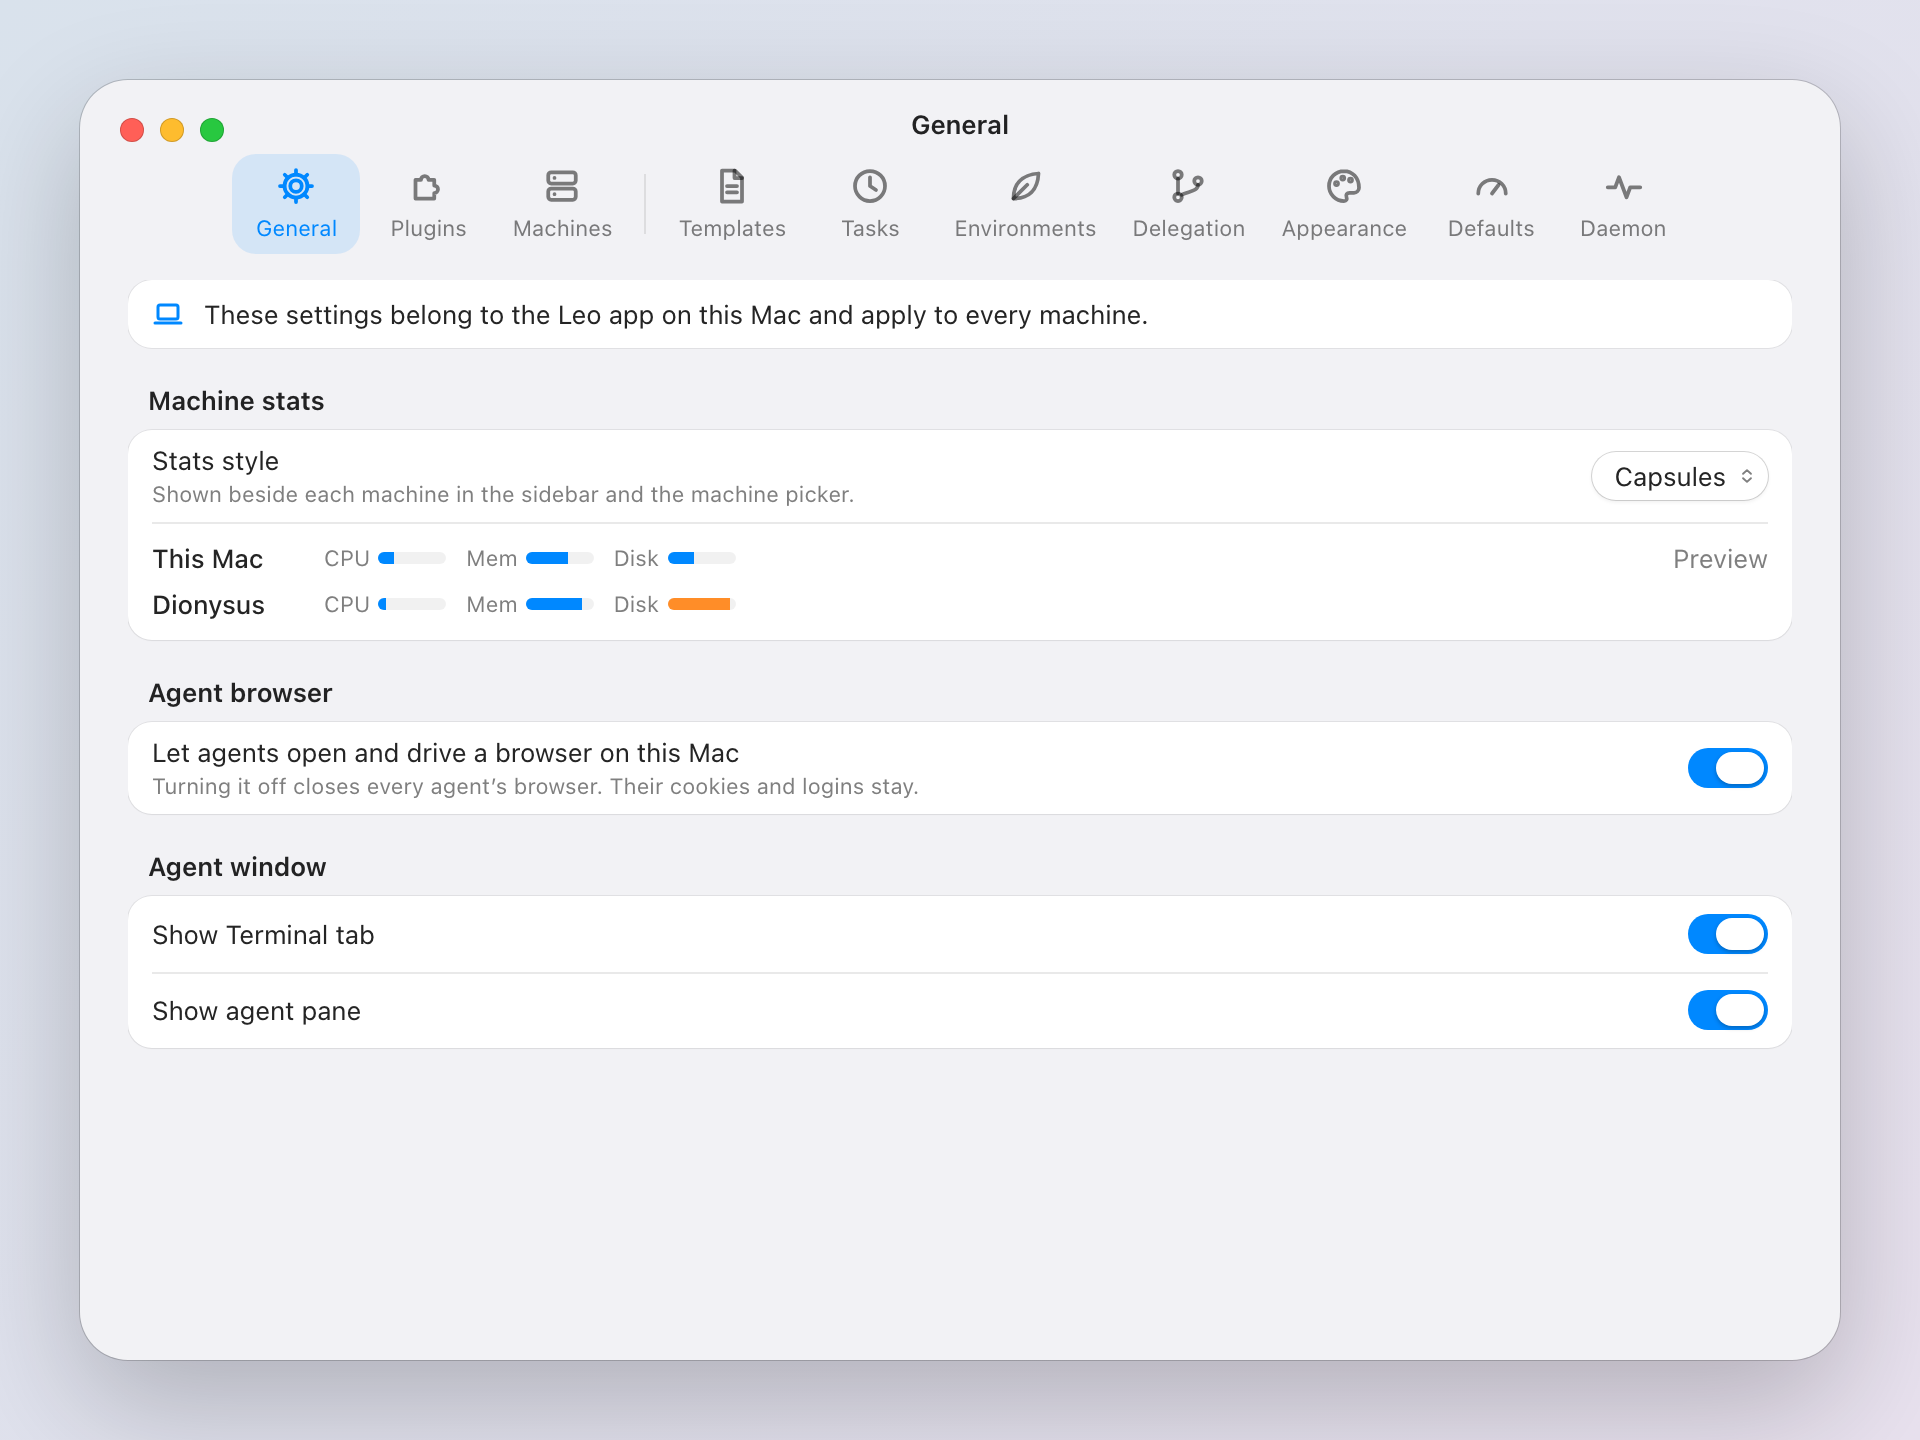 General
General
Plugins
Machines
Templates
Tasks
Environments
Delegation
Appearance
Defaults
Daemon
These settings belong to the Leo app on this Mac and apply to every machine.
Machine stats
Stats style
Shown beside each machine in the sidebar and the machine picker.
Capsules
This Mac CPU Mem Disk Preview
Dionysus CPU Mem Disk
Agent browser
Let agents open and drive a browser on this Mac
Turning it off closes every agent’s browser. Their cookies and logins stay.
Agent window
Show Terminal tab
Show agent pane